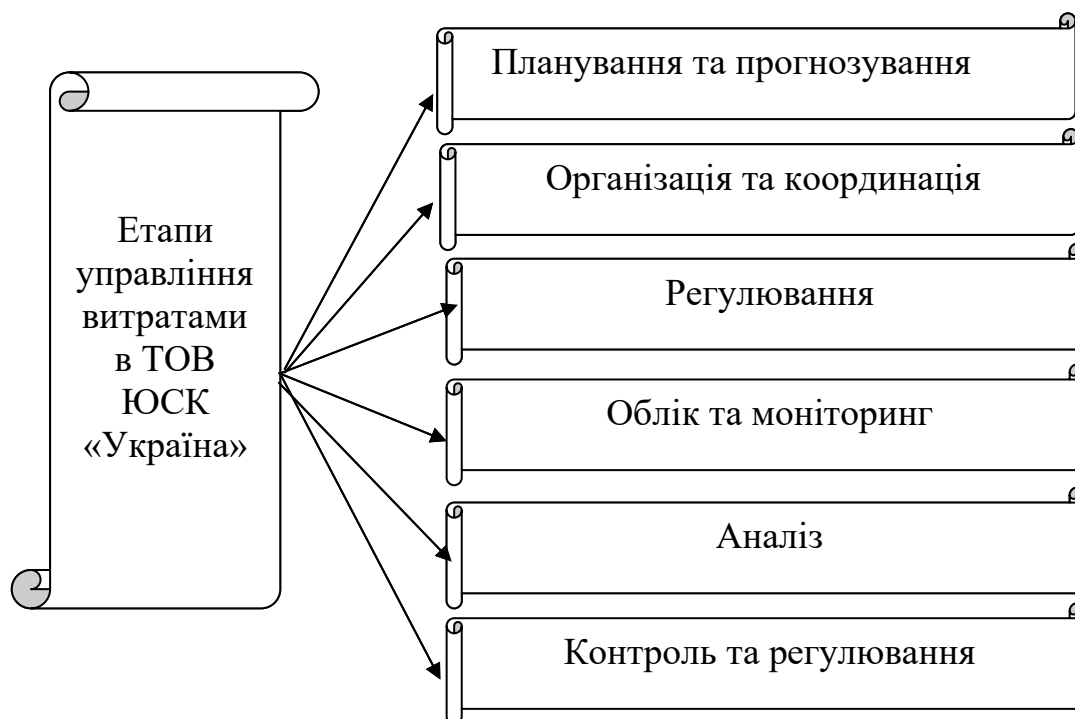 Етапи
управління
витратами
в ТОВ
ЮСК
«Україна»
Планування та прогнозування
Організація та координація
Регулювання
Облік та моніторинг
Аналіз
Контроль та регулювання